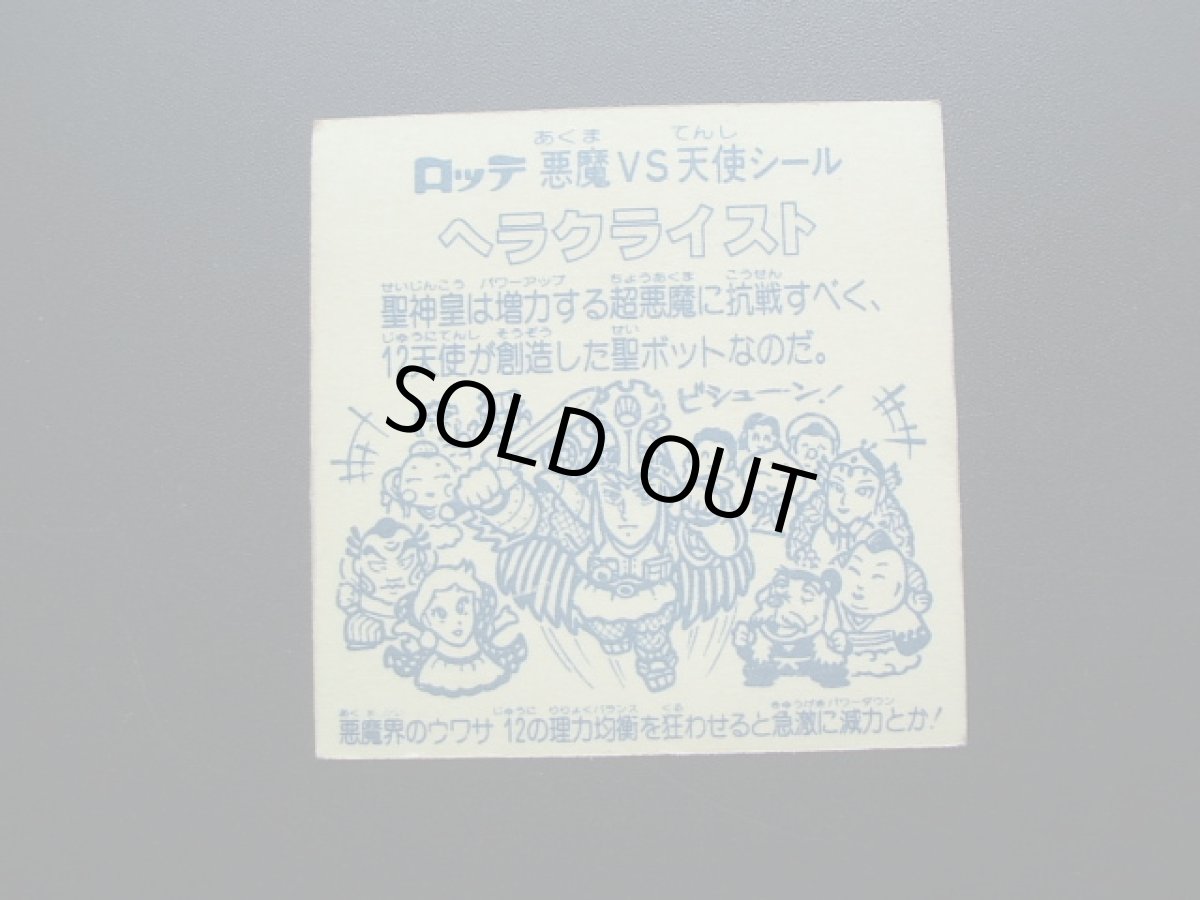 あくま てんし
ロッテ 悪魔VS天使シール
ヘラクライスト
せいじんこう パワーアップ ちょうあくま こうせん
聖神皇は増力する超悪魔に抗戦すべく、
じゅうにてんし そうぞう せい
12天使が創造した聖ボットなのだ。
ビシューン!
SOLD OUT
じゅうに りりょくバランス くる きゅうげきパワーダウン
悪魔界のウワサ 12の理力均衡を狂わせると急激に減力とか!